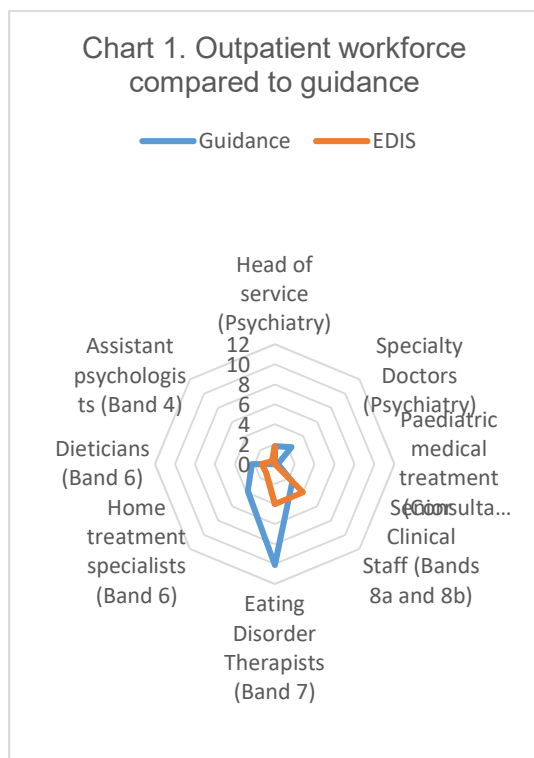 Chart 1. Outpatient workforce
compared to guidance
Guidance EDIS
Head of
service
(Psychiatry)
Specialty
Doctors
(Psychiatry)
Paediatric
medical
treatment
(Consulta...
Senior
Clinical
Staff (Bands
8a and 8b)
Eating
Disorder
Therapists
(Band 7)
Home
treatment
specialists
(Band 6)
Dieticians
(Band 6)
Assistant
psychologis
ts (Band 4)
12
10
8
6
4
2
0